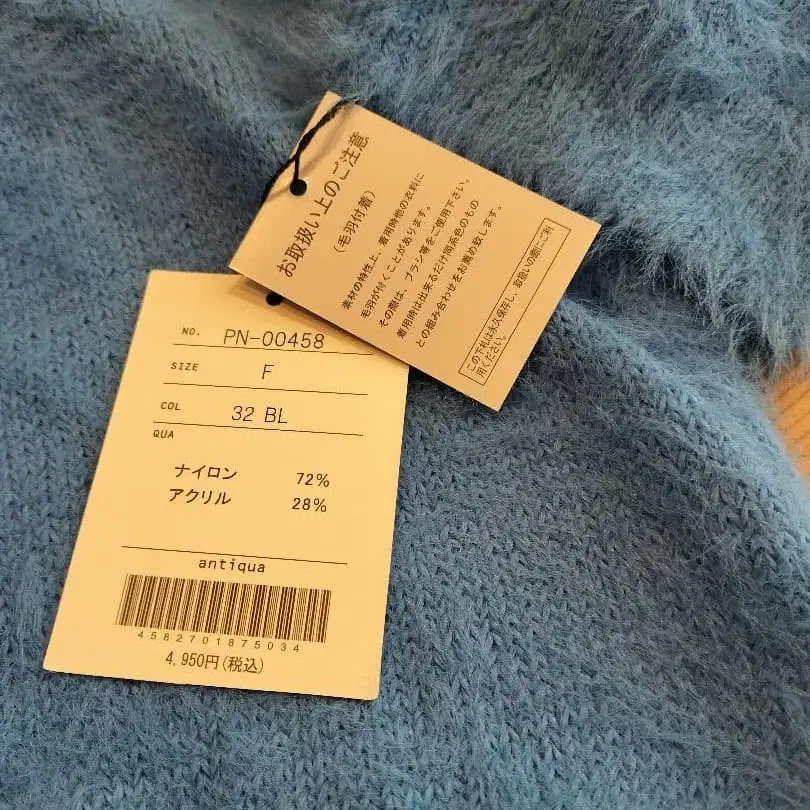 お取扱い上のご注意
(毛羽付着)
素材の特性上、着用時他の衣料に
毛羽が付くことがあります。
その際は、ブラシ等をご使用下さい。
着用時は出来るだけ同系色のもの
との組み合わせをお薦め致します。
この下札は永久保存し、取扱いの際にご利
用ください。
NO. PN-00458
SIZE F
COL 32 BL
QUA
ナイロン 72%
アクリル 28%
antiqua
4582701875034
4,950円(税込)